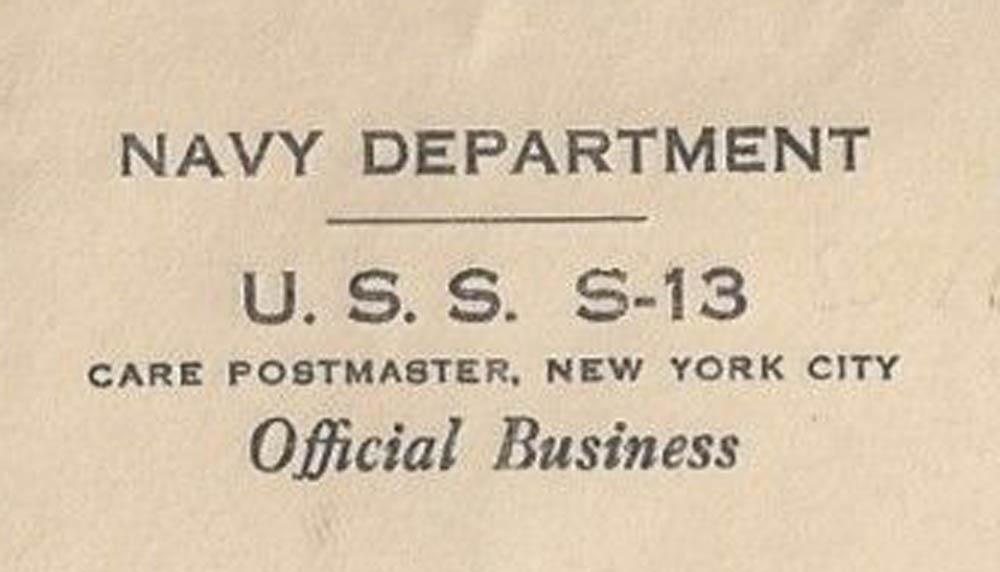 NAVY DEPARTMENT
U. S. S. S-13
CARE POSTMASTER, NEW YORK CITY
Official Business